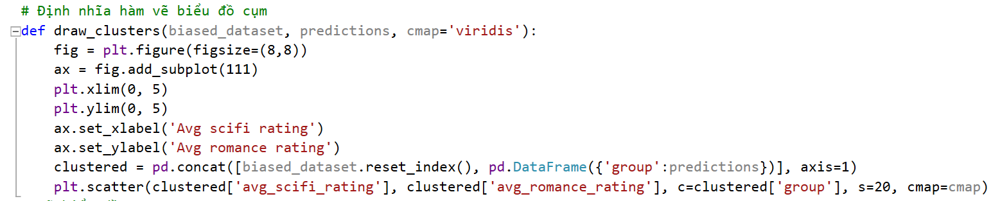 # Định nhĩa hàm vẽ biểu đồ cụm
def draw_clusters(biased_dataset, predictions, cmap='viridis'):
fig = plt.figure(figsize=(8,8))
ax = fig.add_subplot(111)
plt.xlim(0, 5)
plt.ylim(0, 5)
ax.set_xlabel('Avg scifi rating')
ax.set_ylabel('Avg romance rating')
clustered = pd.concat([biased_dataset.reset_index(), pd.DataFrame({'group':predictions})], axis=1)
plt.scatter(clustered['avg_scifi_rating'], clustered['avg_romance_rating'], c=clustered['group'], s=20, cmap=cmap)